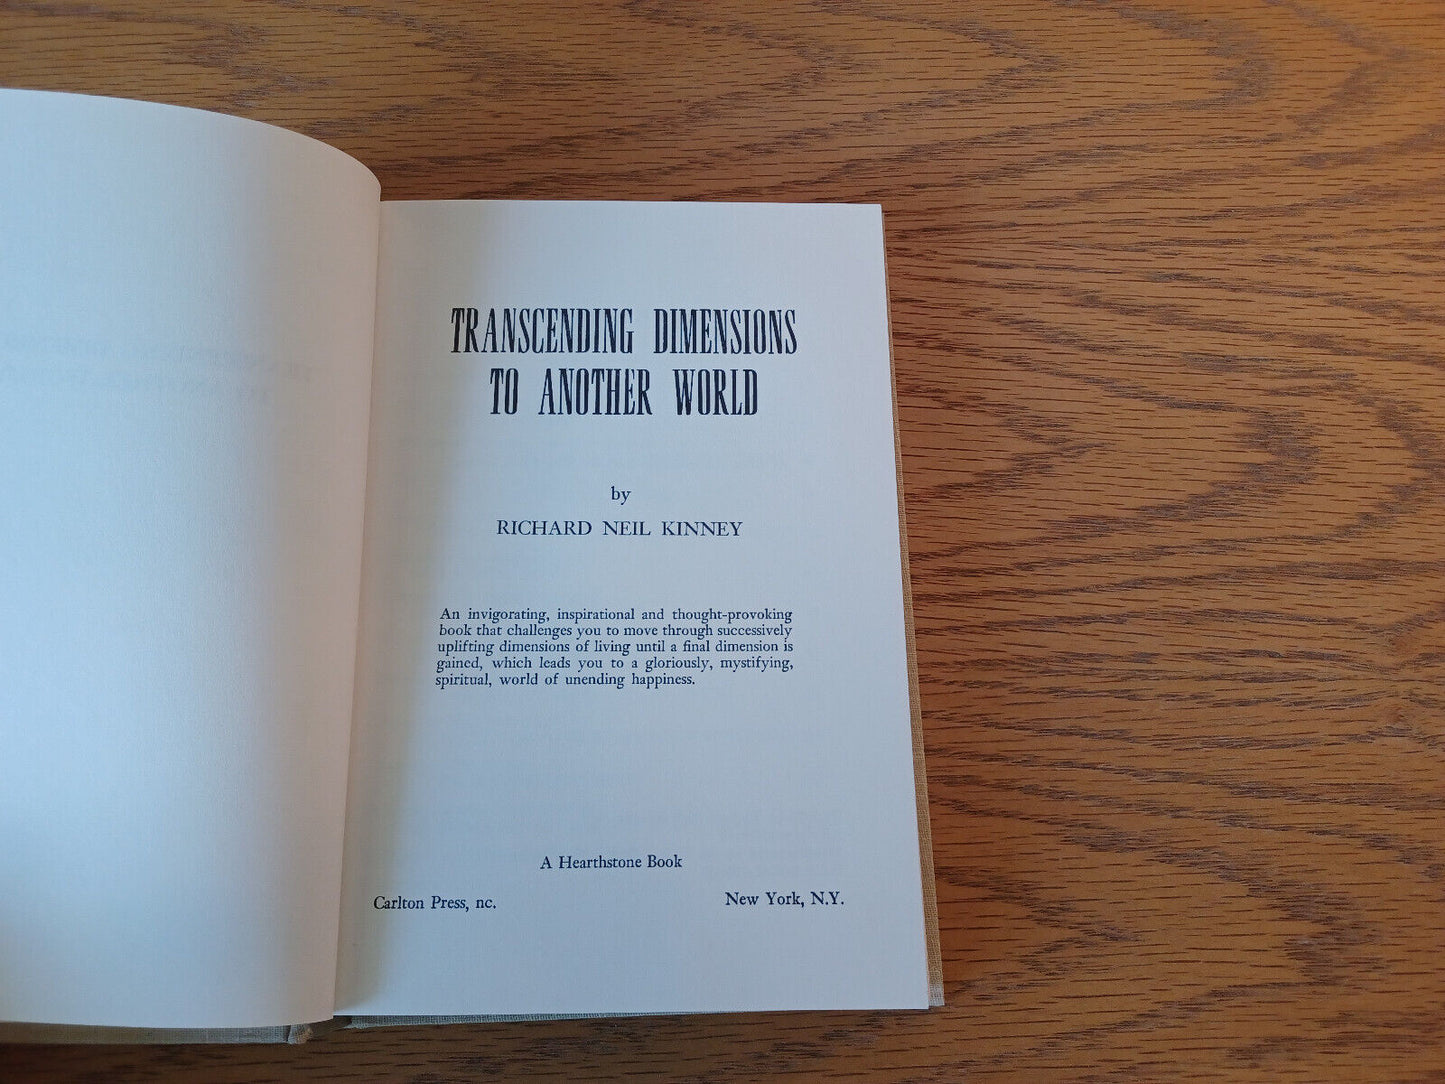 TRANSCENDING DIMENSIONS
TO ANOTHER WORLD
by
RICHARD NEIL KINNEY
An invigorating, inspirational and thought-provoking
book that challenges you to move through successively
uplifting dimensions of living until a final dimension is
gained, which leads you to a gloriously, mystifying,
spiritual, world of unending happiness.
A Hearthstone Book
Carlton Press, nc.
New York, N.Y.